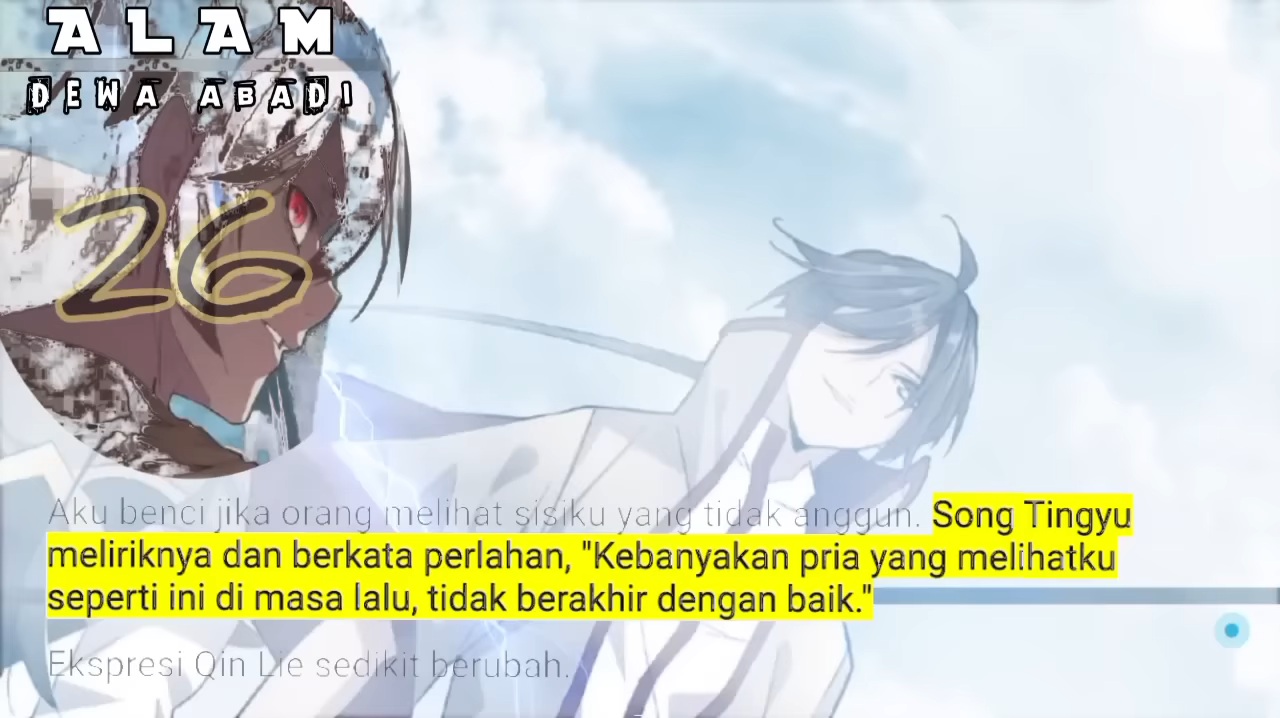 ALAM
DEWA ABADI
26
Aku benci jika orang melihat sisiku yang tidak anggun. Song Tingyu
meliriknya dan berkata perlahan, "Kebanyakan pria yang melihatku
seperti ini di masa lalu, tidak berakhir dengan baik."
Ekspresi Qin Lie sedikit berubah.